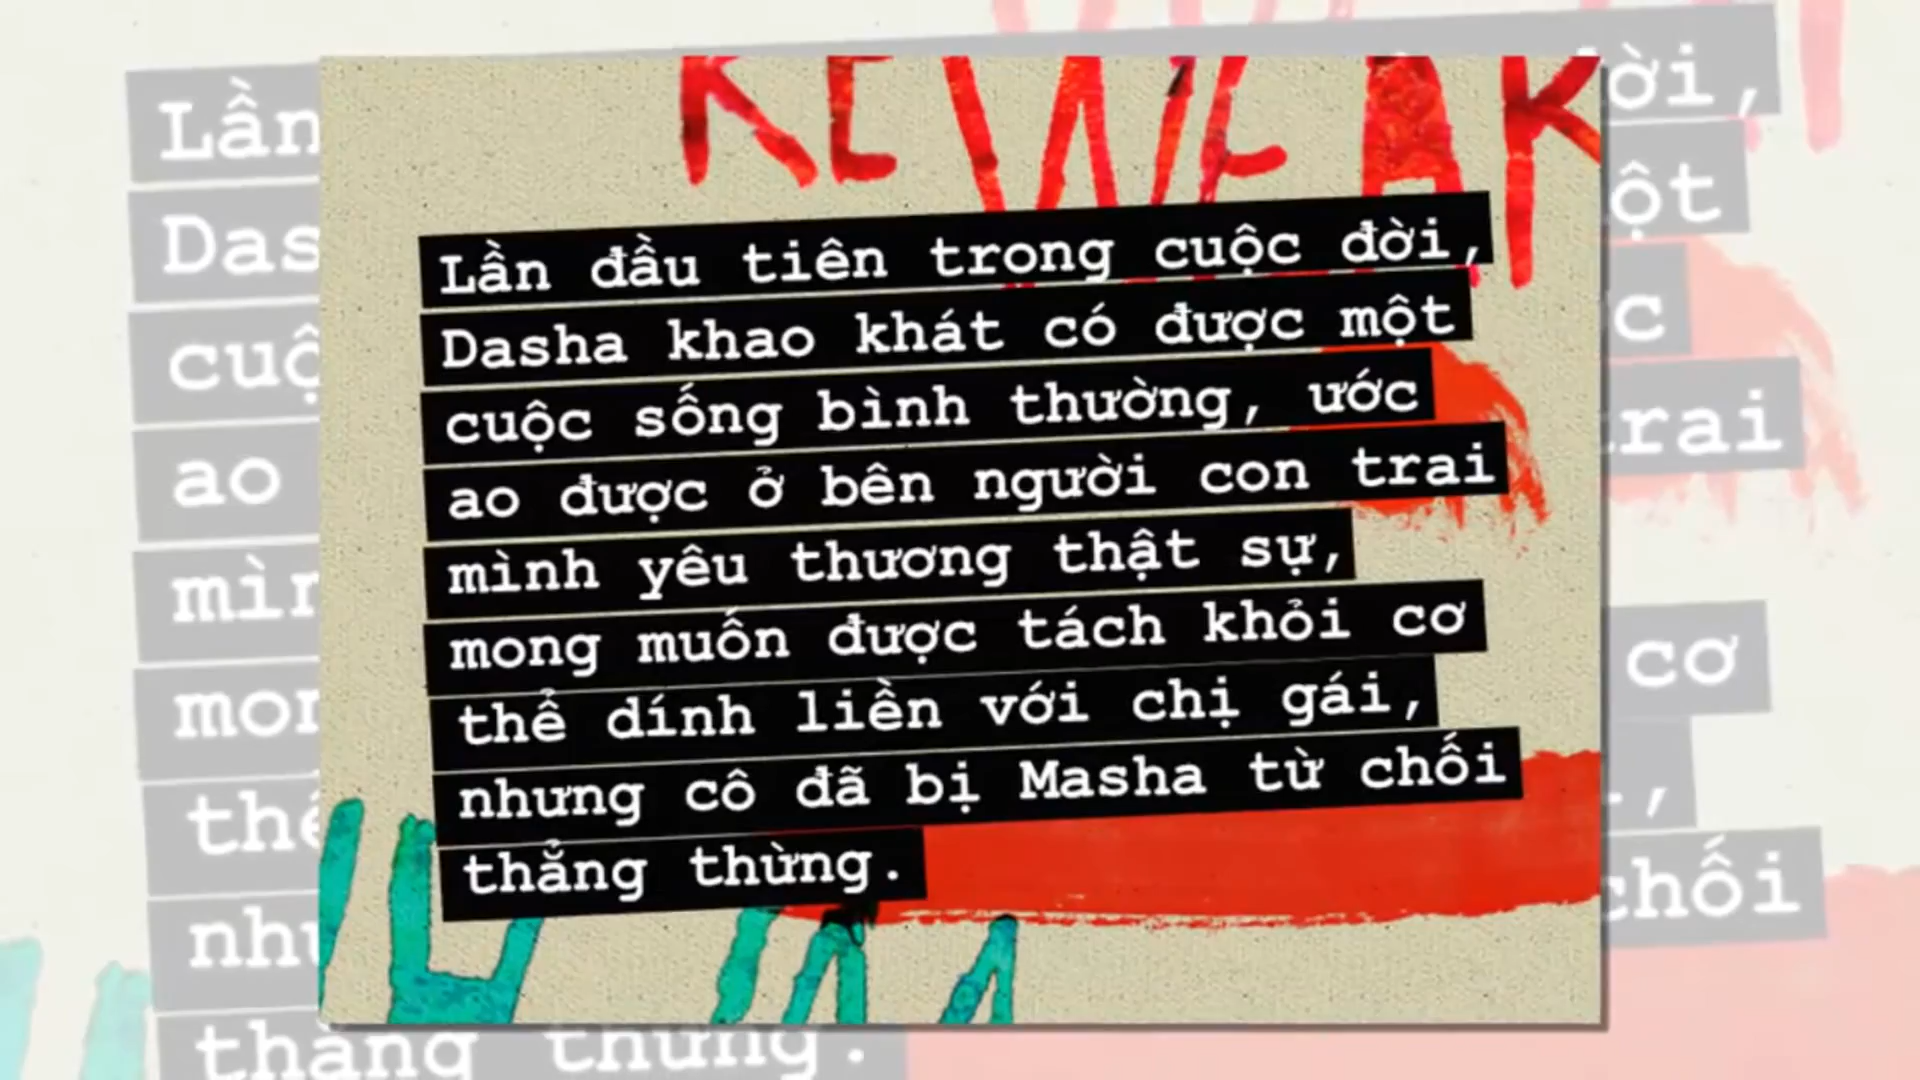 Lần đầu tiên trong cuộc đời,
Dasha khao khát có được một
cuộc sống bình thường, ước
ao được ở bên người con trai
mình yêu thương thật sự,
mong muốn được tách khỏi cơ
thể dính liền với chị gái,
nhưng cô đã bị Masha từ chối
thẳng thừng.